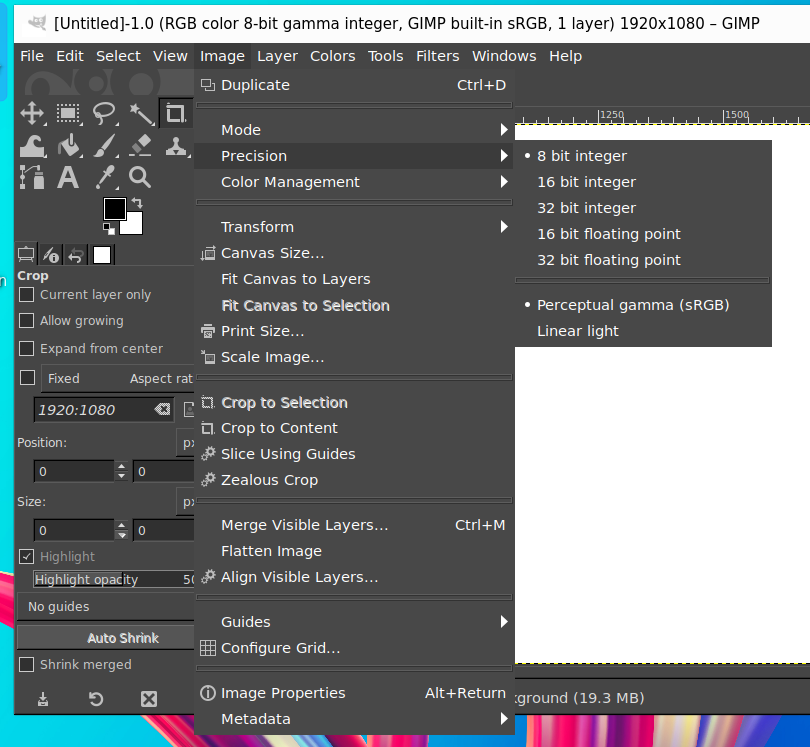 [Untitled]-1.0 (RGB color 8-bit gamma integer, GIMP built-in sRGB, 1 layer) 1920x1080 – GIMP
File Edit Select View Image Layer Colors Tools Filters Windows Help
Duplicate Ctrl+D
1250 1500
Mode
Precision
Color Management
Transform
Canvas Size...
Fit Canvas to Layers
Fit Canvas to Selection
Print Size...
Scale Image...
Crop to Selection
Crop to Content
Slice Using Guides
Zealous Crop
Merge Visible Layers... Ctrl+M
Flatten Image
Align Visible Layers...
Guides
Configure Grid...
Image Properties Alt+Return
Metadata
• 8 bit integer
16 bit integer
32 bit integer
16 bit floating point
32 bit floating point
• Perceptual gamma (sRGB)
Linear light
Crop
Current layer only
Allow growing
Expand from center
Fixed Aspect rat
1920:1080
Position: px
0 0
Size: px
0 0
Highlight
Highlight opacity 50
No guides
Auto Shrink
Shrink merged
ground (19.3 MB)